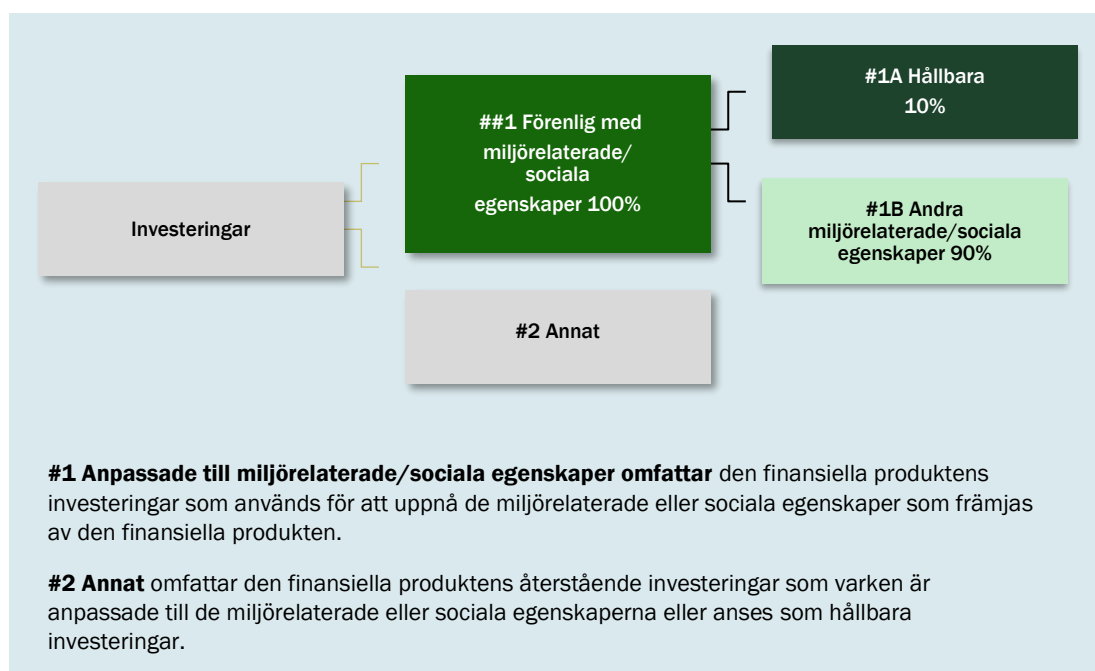 Investeringar
##1 Förenlig med
miljörelaterade/
sociala
egenskaper 100%
#2 Annat
#1A Hållbara
10%
#1B Andra
miljörelaterade/sociala
egenskaper 90%
#1 Anpassade till miljörelaterade/sociala egenskaper omfattar den finansiella produktens
investeringar som används för att uppnå de miljörelaterade eller sociala egenskaper som främjas
av den finansiella produkten.
#2 Annat omfattar den finansiella produktens återstående investeringar som varken är
anpassade till de miljörelaterade eller sociala egenskaperna eller anses som hållbara
investeringar.